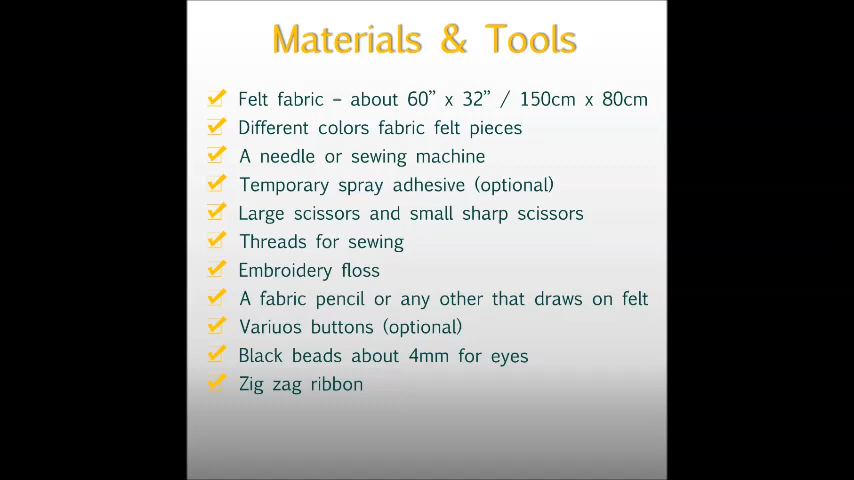 Materials & Tools
Felt fabric – about 60” x 32” / 150cm x 80cm
Different colors fabric felt pieces
A needle or sewing machine
Temporary spray adhesive (optional)
Large scissors and small sharp scissors
Threads for sewing
Embroidery floss
A fabric pencil or any other that draws on felt
Variuos buttons (optional)
Black beads about 4mm for eyes
Zig zag ribbon